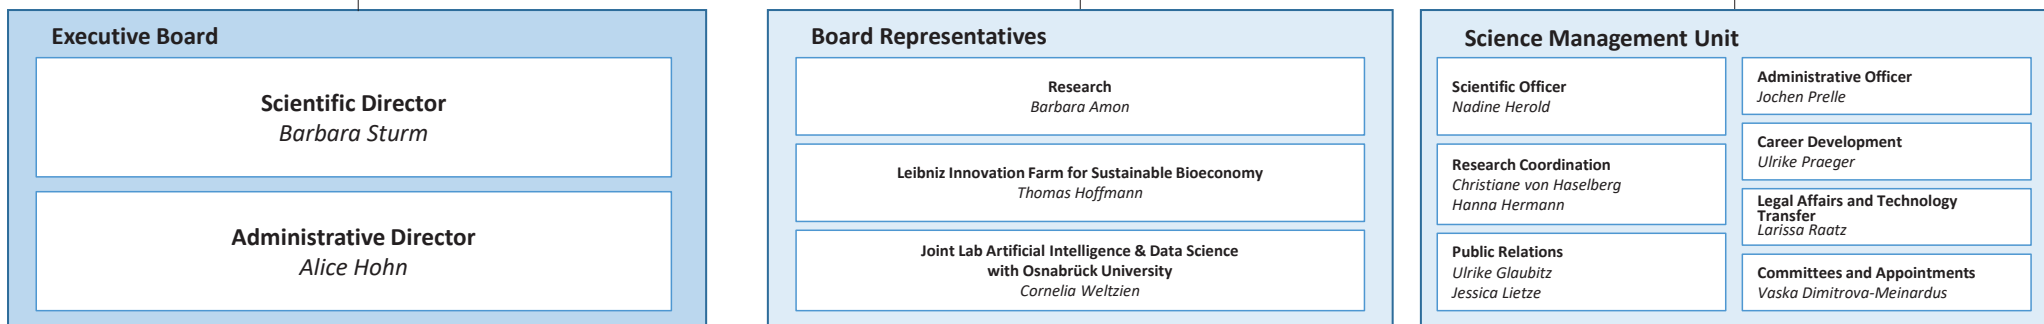 Executive Board
Scientific Director
Barbara Sturm
Administrative Director
Alice Hohn
Board Representatives
Research
Barbara Amon
Leibniz Innovation Farm for Sustainable Bioeconomy
Thomas Hoffmann
Joint Lab Artificial Intelligence & Data Science
with Osnabrück University
Cornelia Weltzien
Science Management Unit
Scientific Officer
Nadine Herold
Research Coordination
Christiane von Haselberg
Hanna Hermann
Public Relations
Ulrike Glaubitz
Jessica Lietze
Administrative Officer
Jochen Prelle
Career Development
Ulrike Praeger
Legal Affairs and Technology
Transfer
Larissa Raatz
Committees and Appointments
Vaska Dimitrova-Meinardus